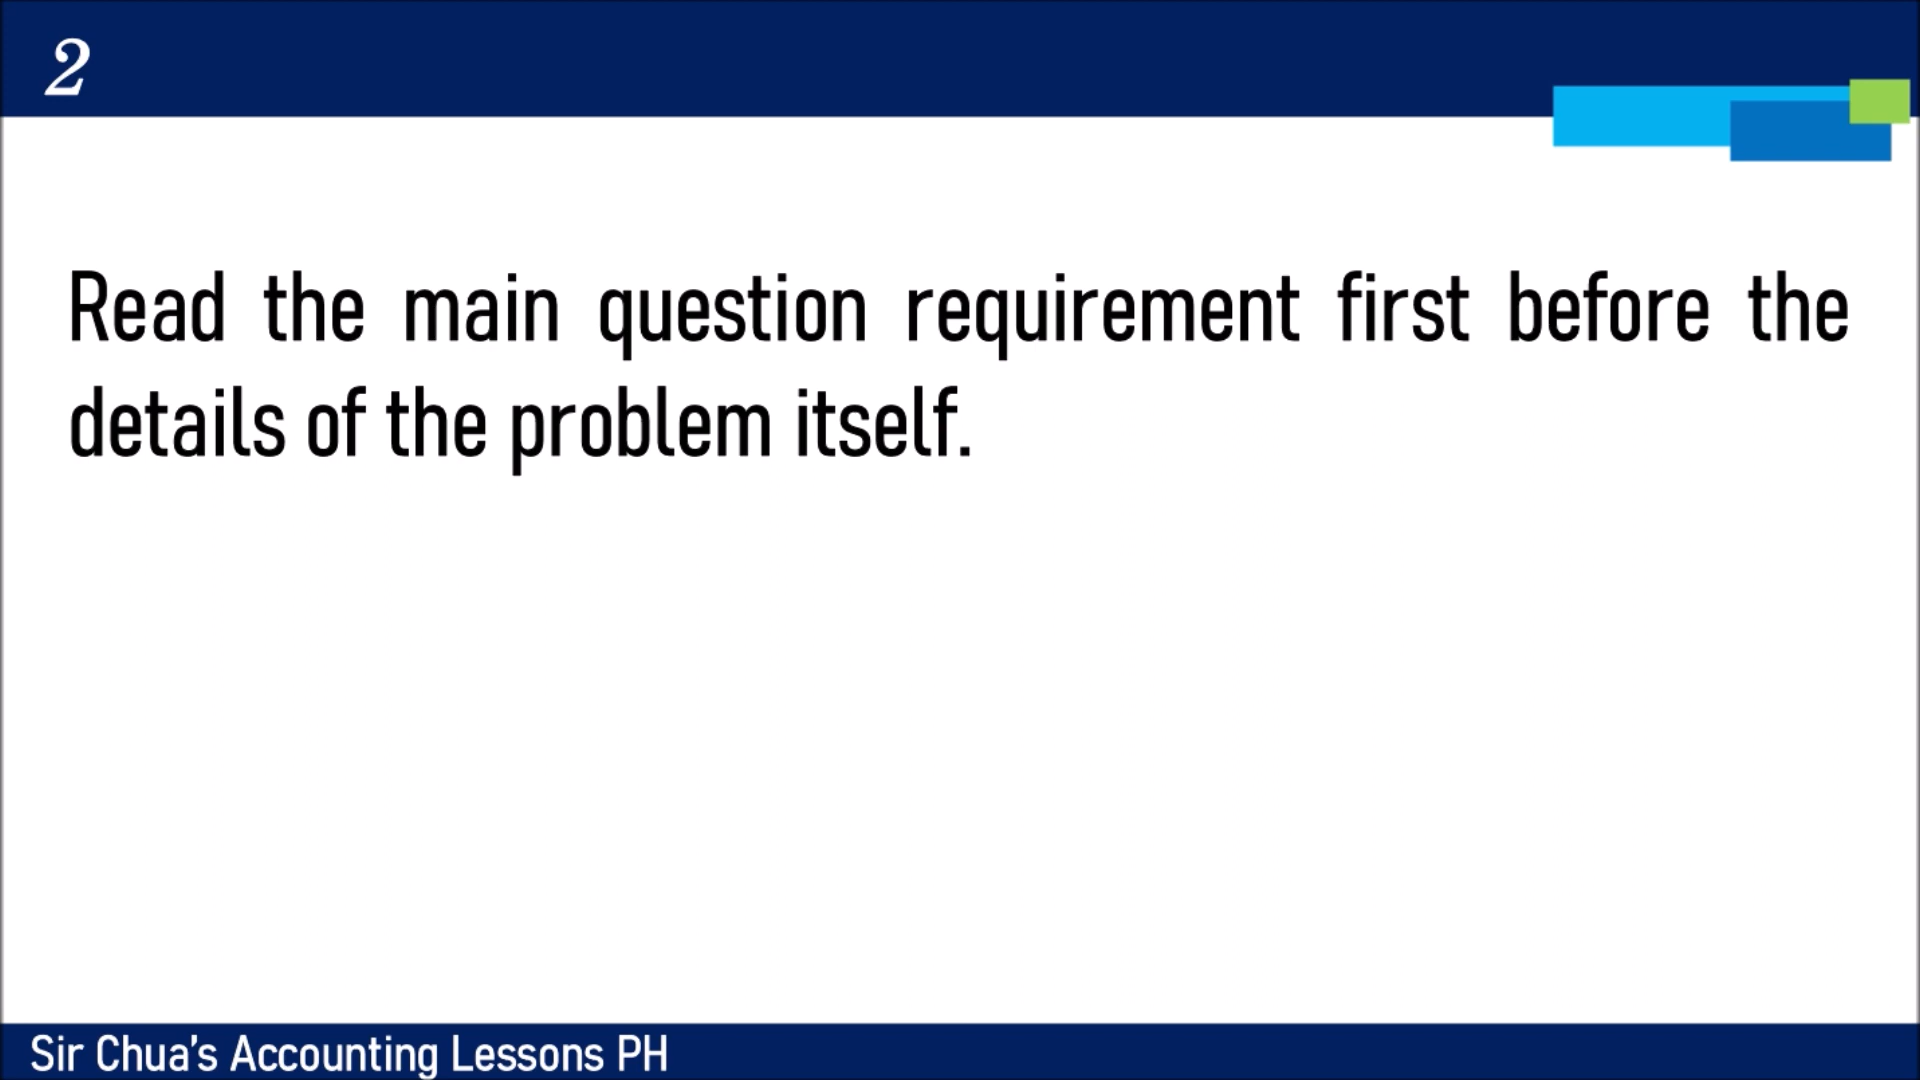 2
Read the main question requirement first before the
details of the problem itself.
Sir Chua's Accounting Lessons PH